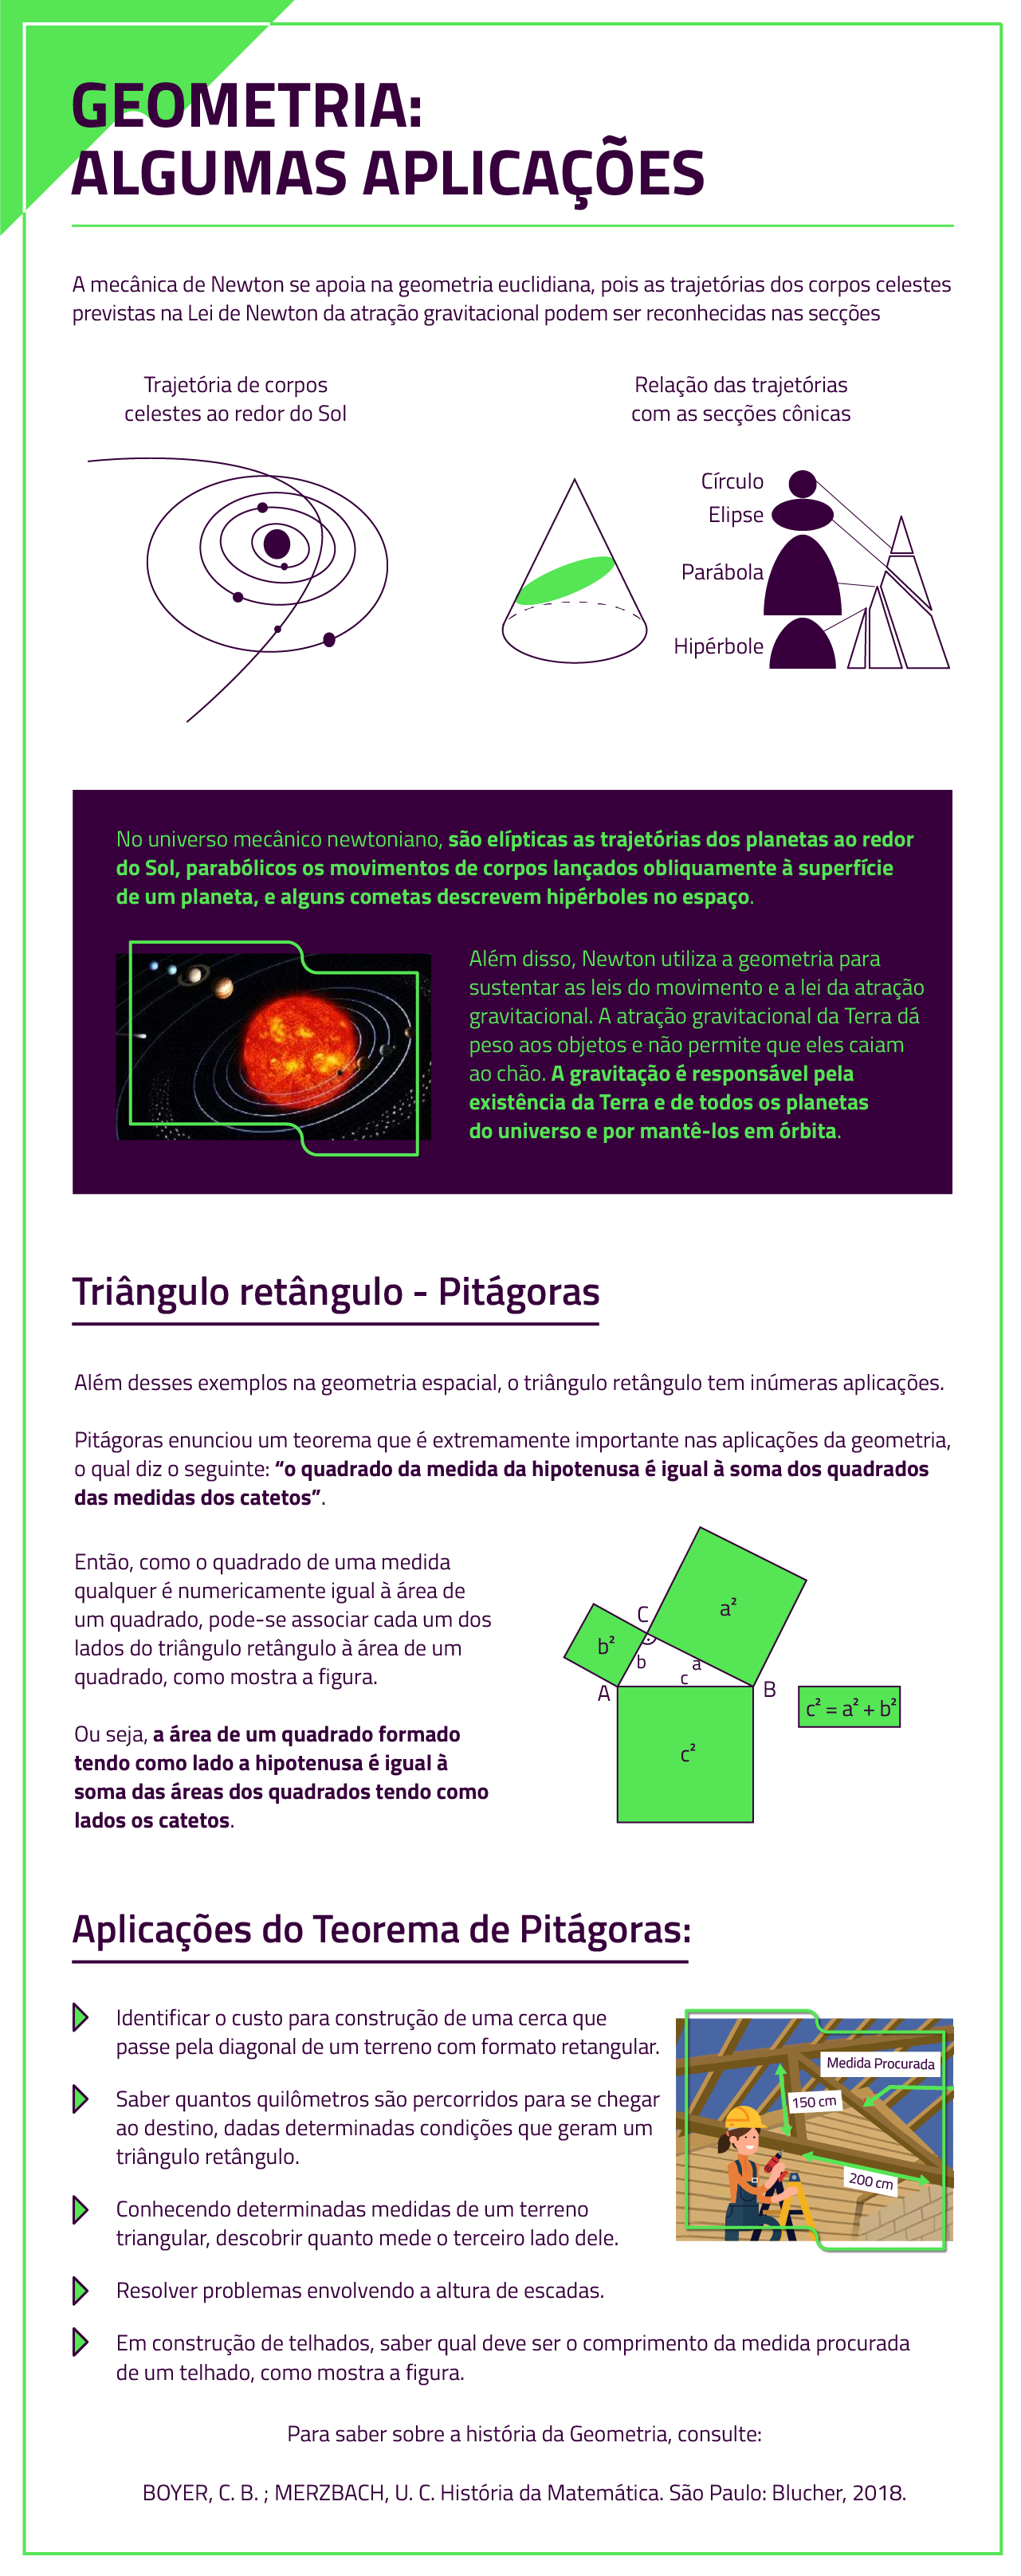 GEOMETRIA:
ALGUMAS APLICAÇÕES
A mecânica de Newton se apoia na geometria euclidiana, pois as trajetórias dos corpos celestes
previstas na Lei de Newton da atração gravitacional podem ser reconhecidas nas secções
Trajetória de corpos
celestes ao redor do Sol
Relação das trajetórias
com as secções cônicas
Círculo
Elipse
Parábola
Hipérbole
No universo mecânico newtoniano, são elípticas as trajetórias dos planetas ao redor
do Sol, parabólicos os movimentos de corpos lançados obliquamente à superfície
de um planeta, e alguns cometas descrevem hipérboles no espaço.
Além disso, Newton utiliza a geometria para
sustentar as leis do movimento e a lei da atração
gravitacional. A atração gravitacional da Terra dá
peso aos objetos e não permite que eles caiam
ao chão. A gravitação é responsável pela
existência da Terra e de todos os planetas
do universo e por mantê-los em órbita.
Triângulo retângulo - Pitágoras
Além desses exemplos na geometria espacial, o triângulo retângulo tem inúmeras aplicações.
Pitágoras enunciou um teorema que é extremamente importante nas aplicações da geometria,
o qual diz o seguinte: “o quadrado da medida da hipotenusa é igual à soma dos quadrados
das medidas dos catetos”.
Então, como o quadrado de uma medida
qualquer é numericamente igual à área de
um quadrado, pode-se associar cada um dos
lados do triângulo retângulo à área de um
quadrado, como mostra a figura.
Ou seja, a área de um quadrado formado
tendo como lado a hipotenusa é igual à
soma das áreas dos quadrados tendo como
lados os catetos.
a²
C
b²
b
a
c
A
B
c² = a² + b²
c²
Aplicações do Teorema de Pitágoras:
Identificar o custo para construção de uma cerca que
passe pela diagonal de um terreno com formato retangular.
Saber quantos quilômetros são percorridos para se chegar
ao destino, dadas determinadas condições que geram um
triângulo retângulo.
Conhecendo determinadas medidas de um terreno
triangular, descobrir quanto mede o terceiro lado dele.
Resolver problemas envolvendo a altura de escadas.
Em construção de telhados, saber qual deve ser o comprimento da medida procurada
de um telhado, como mostra a figura.
Medida Procurada
150 cm
200 cm
Para saber sobre a história da Geometria, consulte:
BOYER, C. B. ; MERZBACH, U. C. História da Matemática. São Paulo: Blucher, 2018.